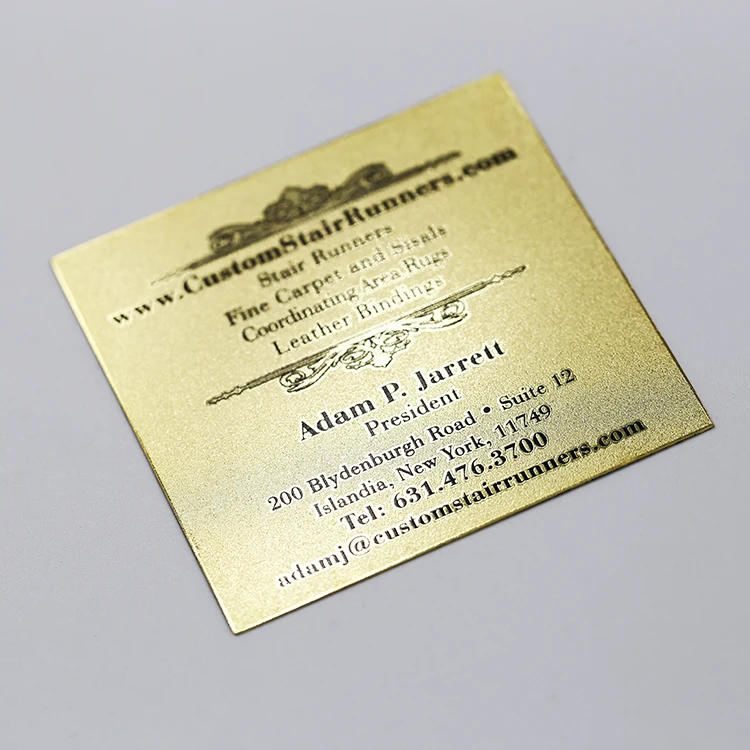 www.CustomStairRunners.com
Stair Runners
Fine Carpet and Sisals
Coordinating Area Rugs
Leather Bindings
Adam P. Jarrett
President
200 Blydenburgh Road • Suite 12
Islandia, New York, 11749
Tel: 631.476.3700
adamj@customstairrunners.com